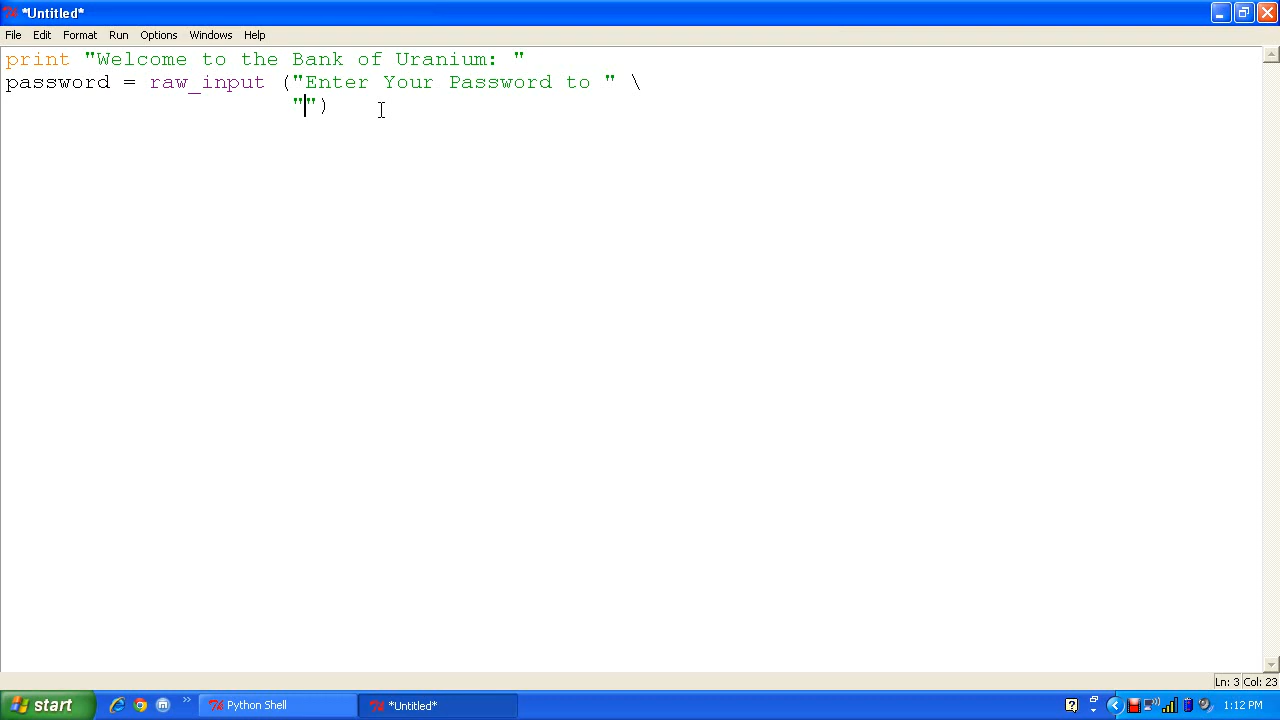 *Untitled*
File Edit Format Run Options Windows Help
print "Welcome to the Bank of Uranium: "
password = raw_input ("Enter Your Password to " \
"")
Ln: 3 Col: 23
start Python Shell *Untitled* 1:12 PM